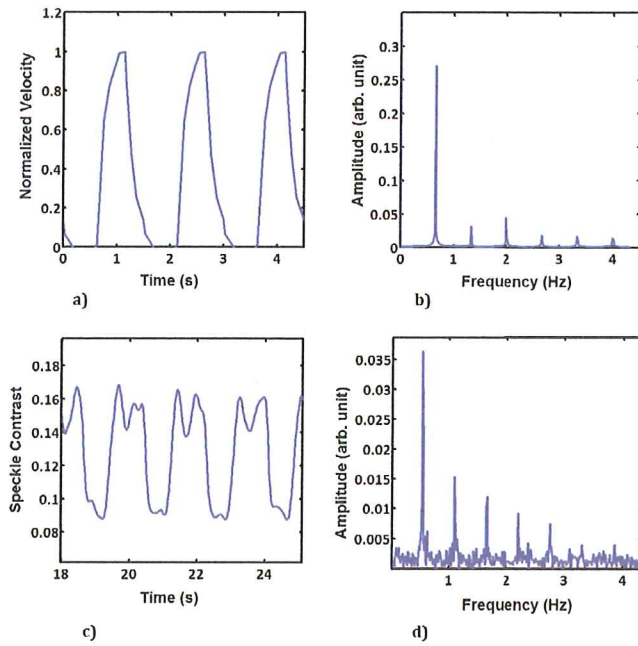 1.2
1
0.8
0.6
0.4
0.2
0
Normalized Velocity
0 1 2 3 4
Time (s)
a)
0.3
0.25
0.2
0.15
0.1
0.05
0
Amplitude (arb. unit)
0 1 2 3 4
Frequency (Hz)
b)
0.18
0.16
0.14
0.12
0.1
0.08
Speckle Contrast
18 20 22 24
Time (s)
c)
0.035
0.03
0.025
0.02
0.015
0.01
0.005
Amplitude (arb. unit)
1 2 3 4
Frequency (Hz)
d)